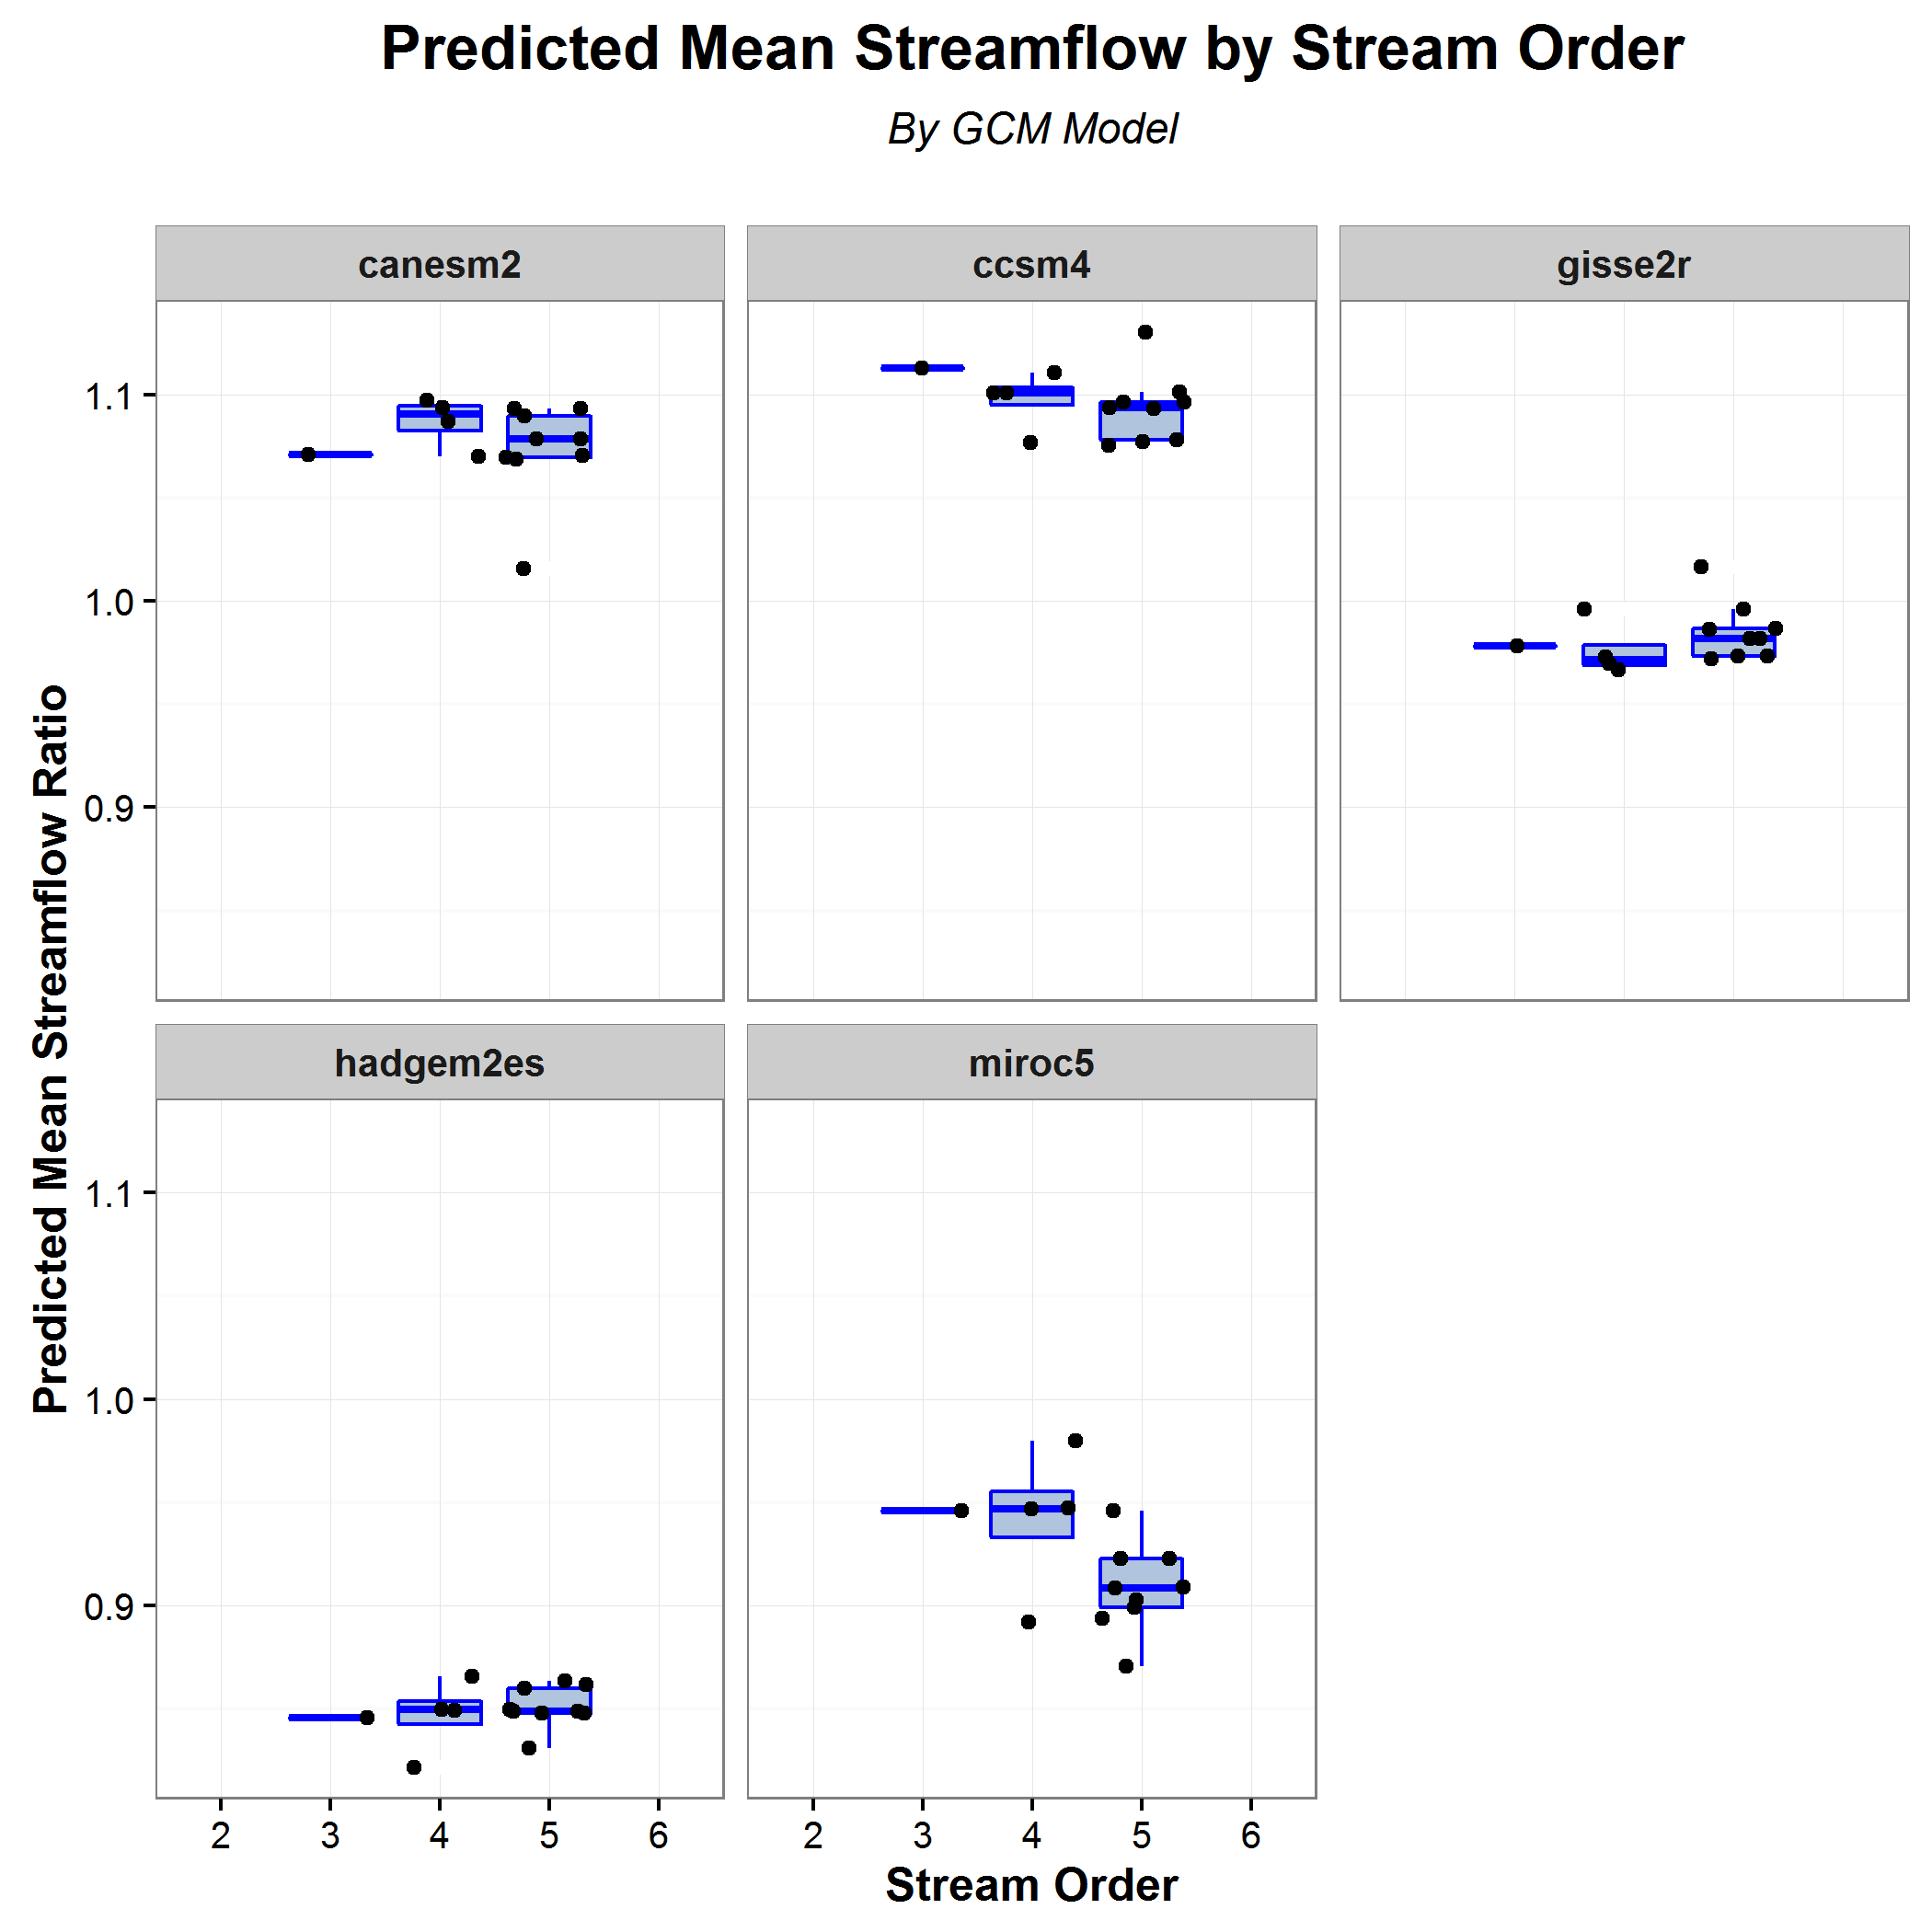 Predicted Mean Streamflow by Stream Order
By GCM Model
canesm2
ccsm4
gisse2r
1.1
1.0
0.9
Predicted Mean Streamflow Ratio
hadgem2es
miroc5
1.1
1.0
0.9
2 3 4 5 6
2 3 4 5 6
Stream Order